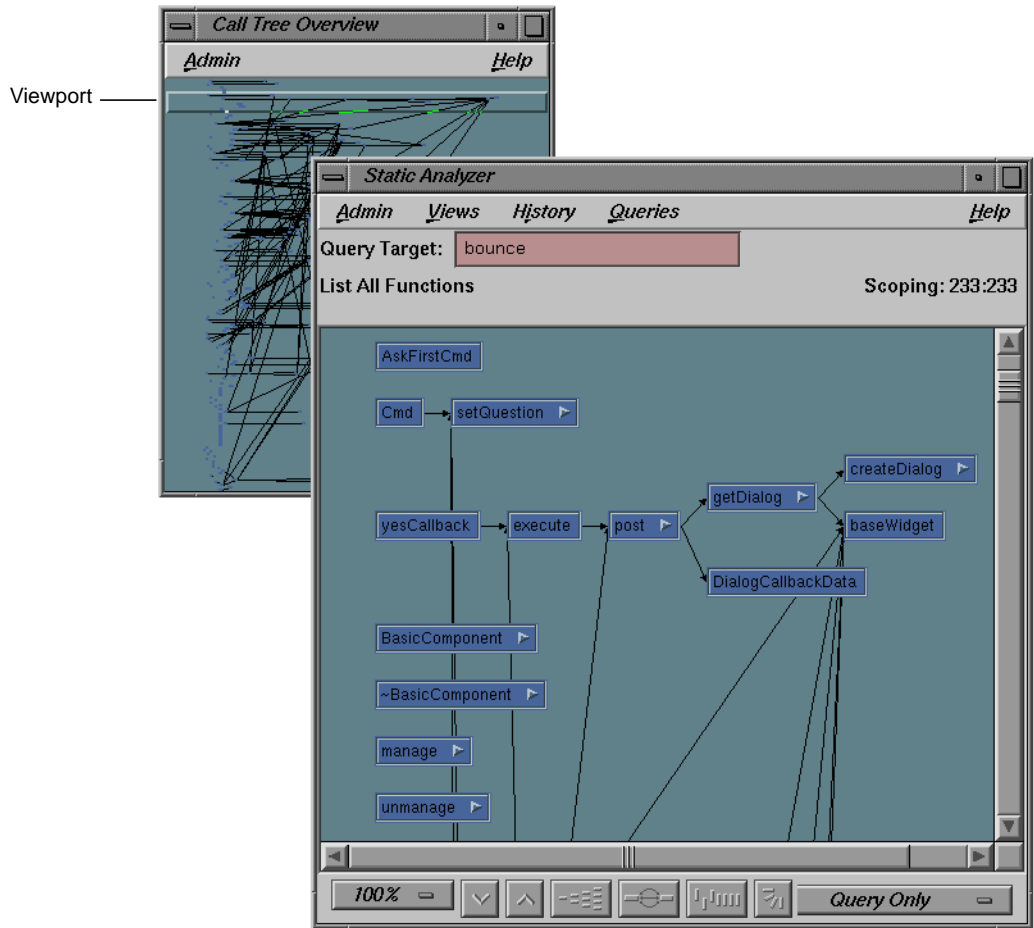 Call Tree Overview
Admin Help
Viewport
Static Analyzer
Admin Views History Queries Help
Query Target: bounce
List All Functions Scoping: 233:233
AskFirstCmd
Cmd setQuestion
createDialog
getDialog
yesCallback execute post baseWidget
DialogCallbackData
BasicComponent
~BasicComponent
manage
unmanage
100% Query Only